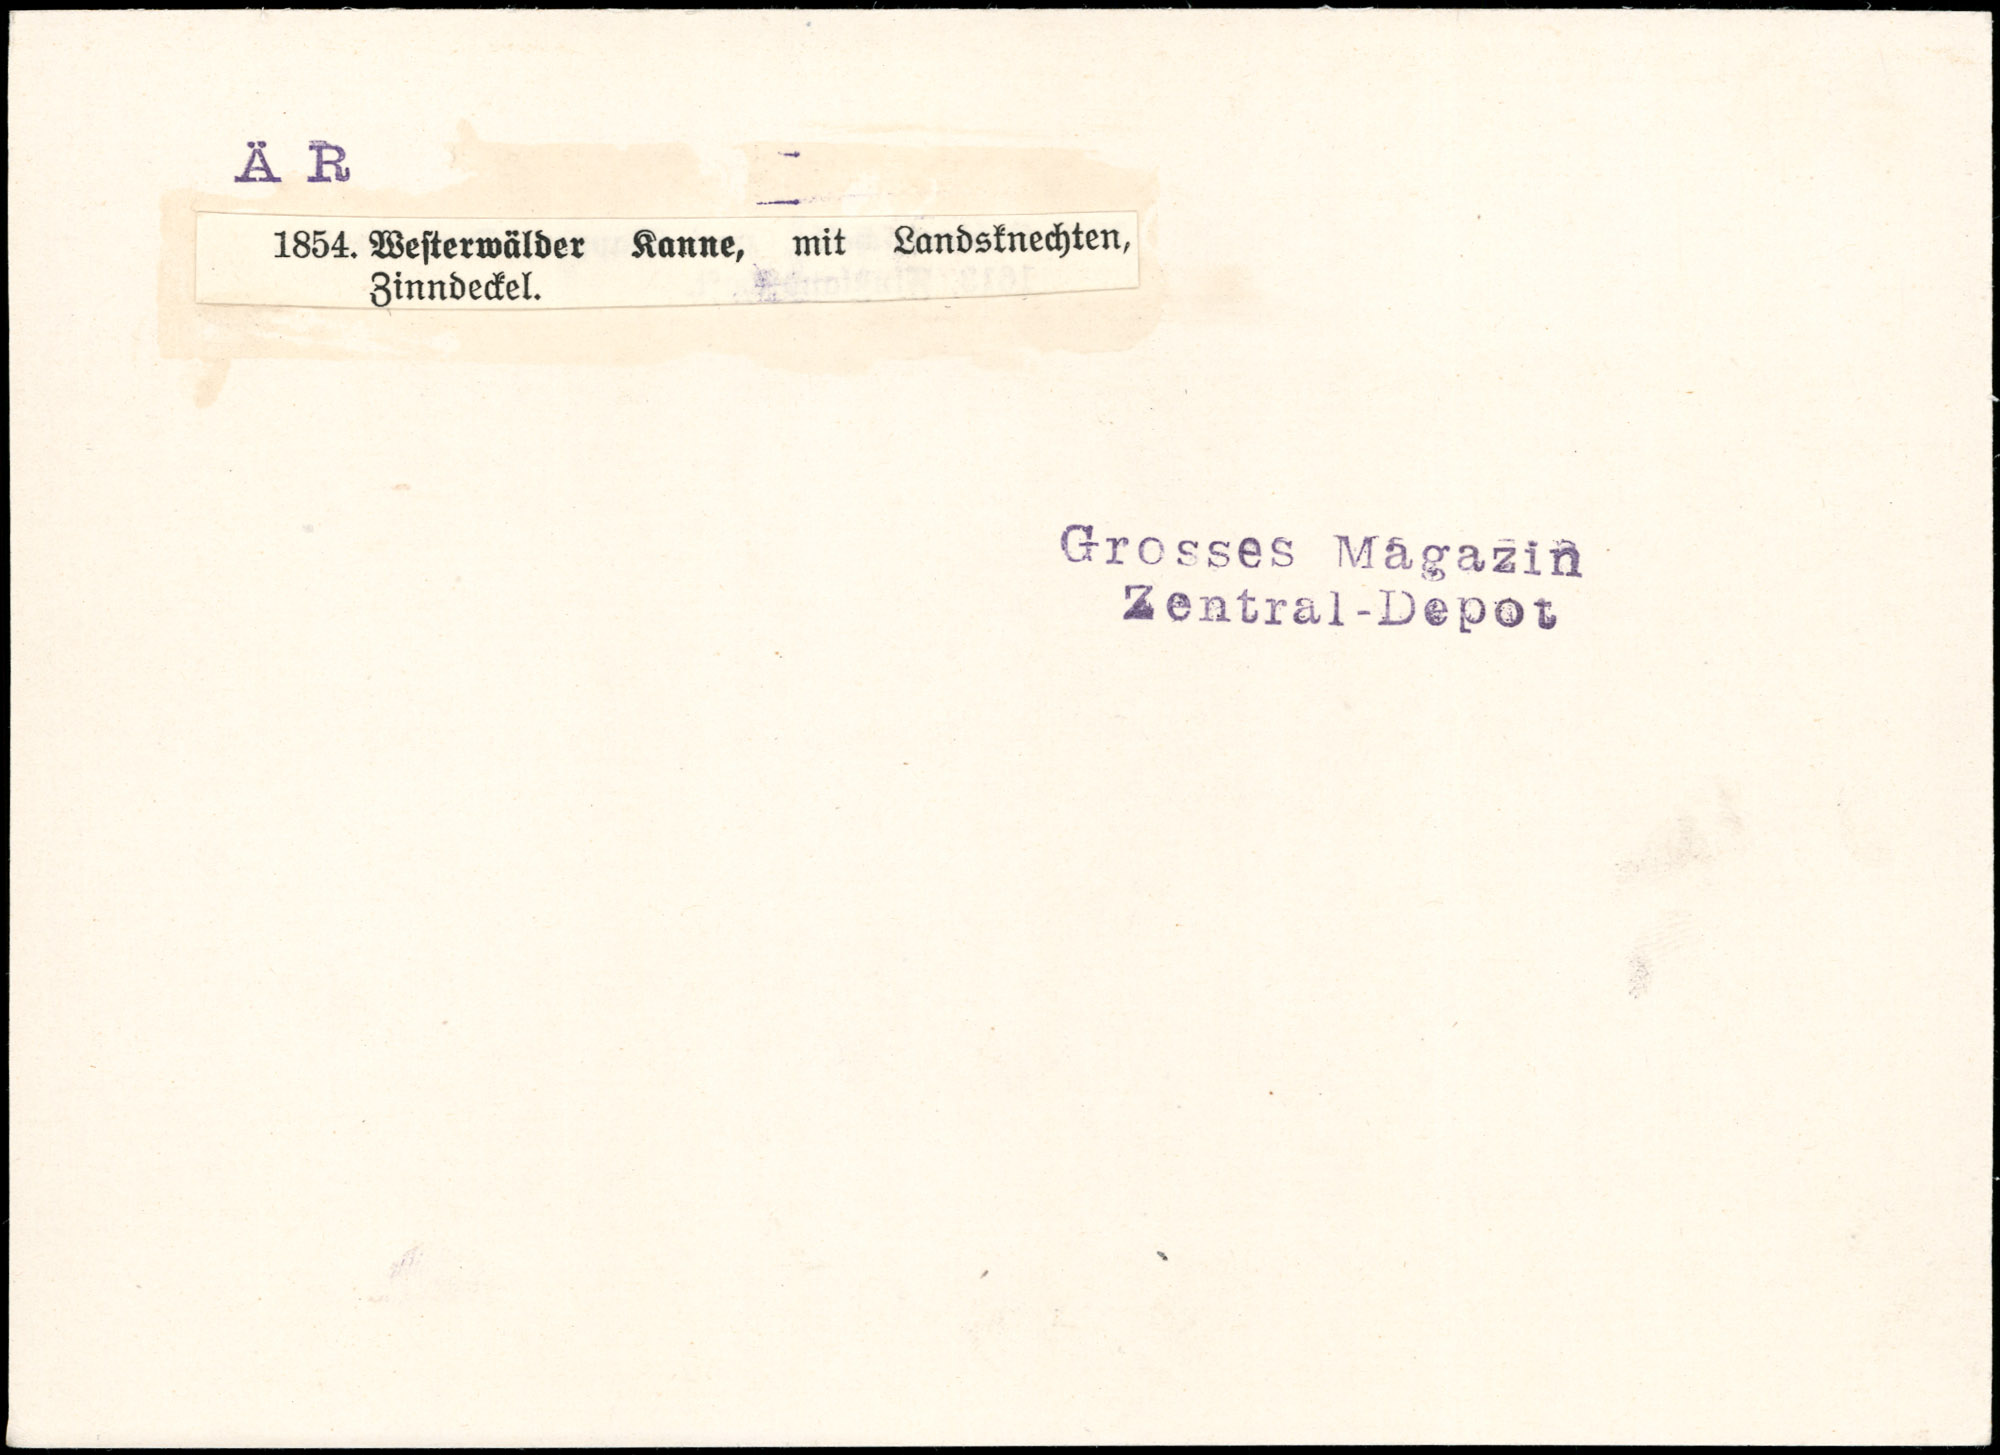 Ä R
1854. Westerwälder Kanne, mit Landsknechten,
Zinndeckel.
Grosses Magazin
Zentral-Depot